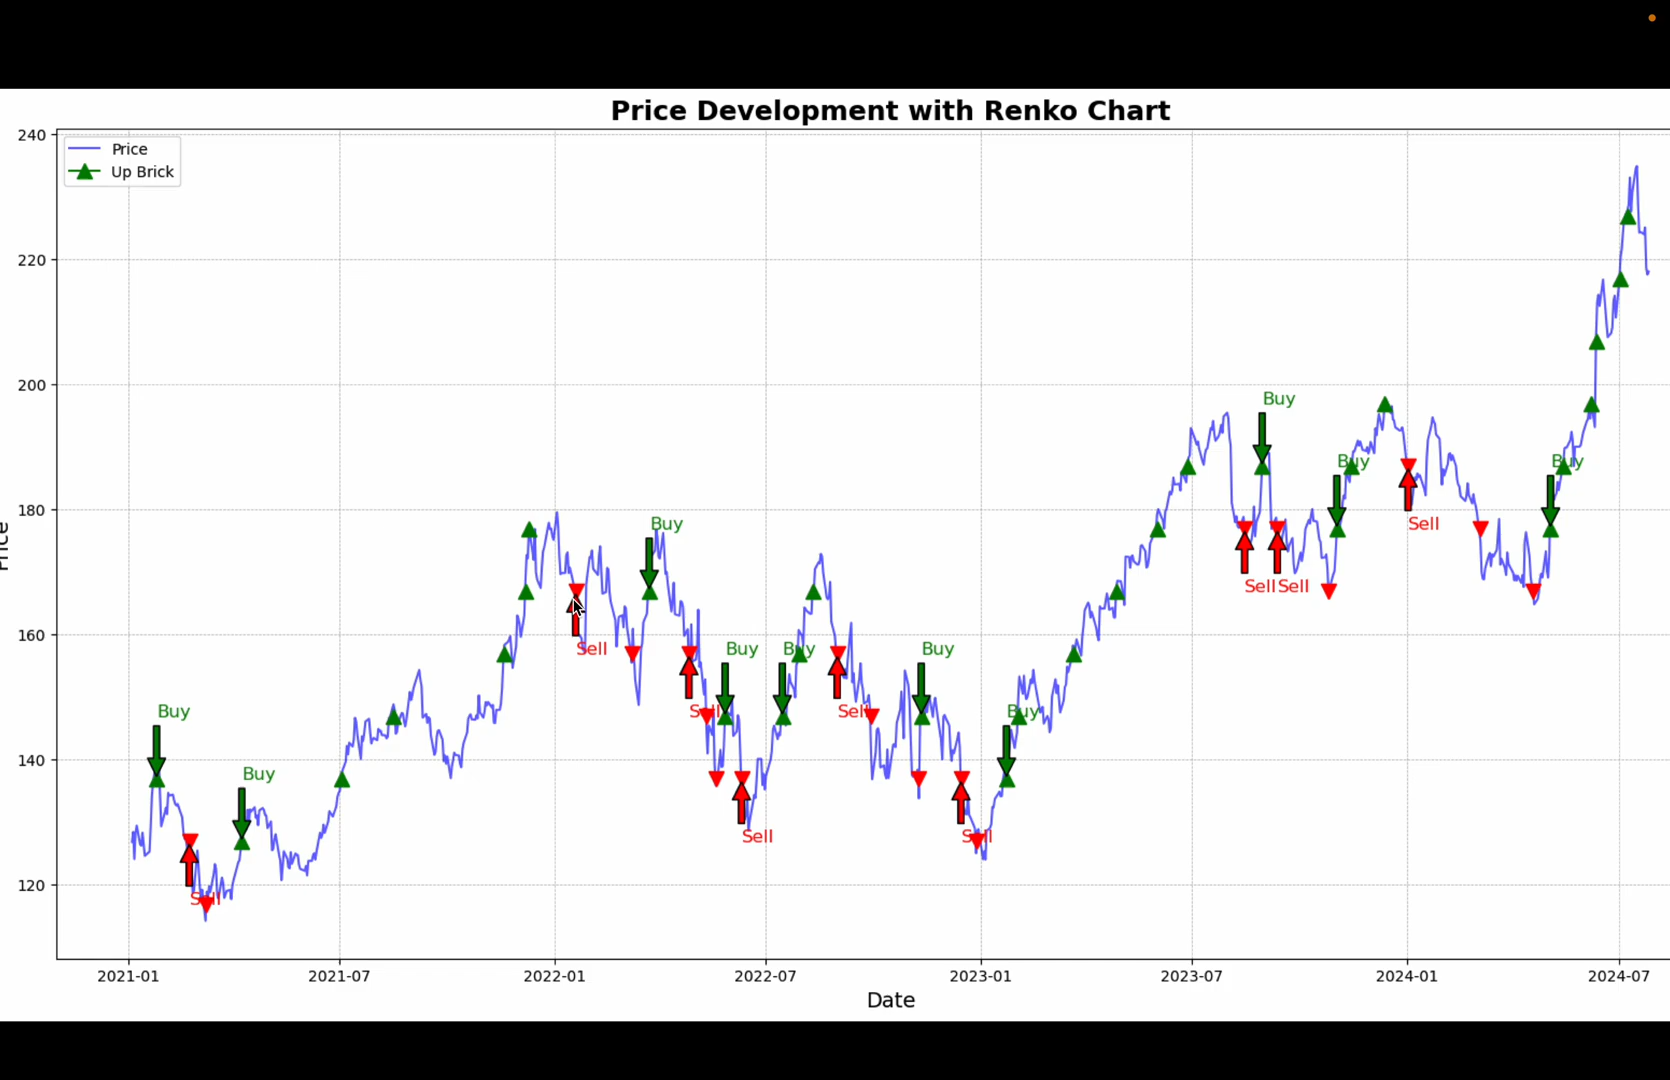 Price Development with Renko Chart
Price
Up Brick
240
220
200
180
160
140
120
Price
Buy
Sell
Buy
Sell
Buy
Sell
Buy
Sell
Buy
Sell
Buy
Sell
Buy
Sell
Buy
Sell
Buy
Sell
Buy
Sell
2021-01
2021-07
2022-01
2022-07
2023-01
2023-07
2024-01
2024-07
Date